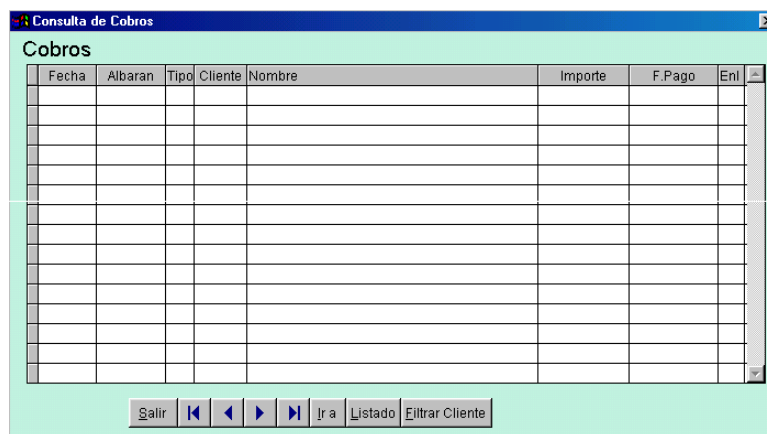 Consulta de Cobros
Cobros
Fecha Albaran Tipo Cliente Nombre Importe F.Pago Enl
Salir Ir a Listado Filtrar Cliente